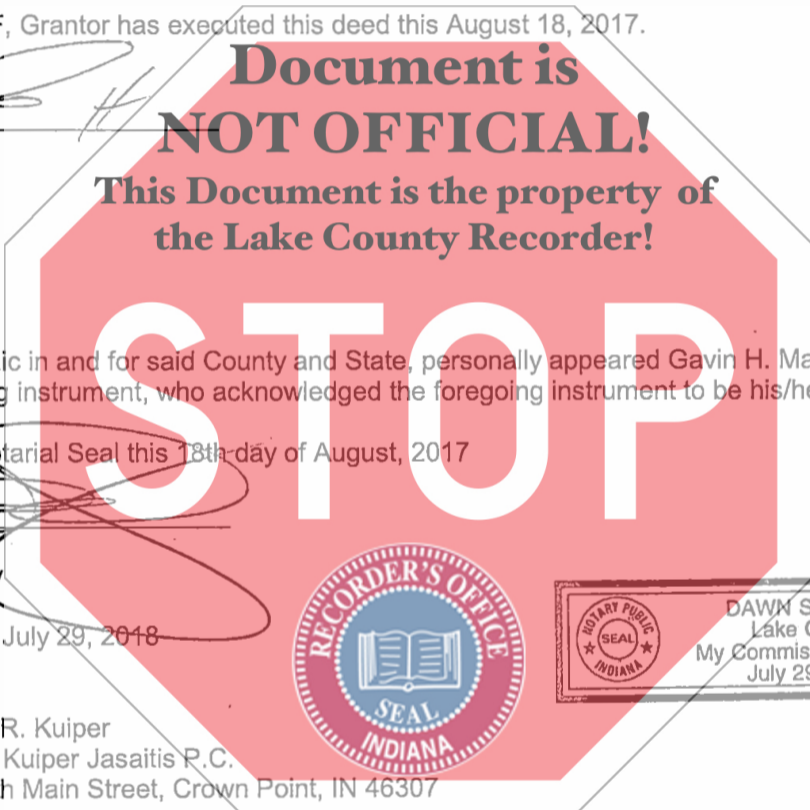 , Grantor has executed this deed this August 18, 2017.
Document is
NOT OFFICIAL!
This Document is the property of
the Lake County Recorder!
STOP
ic in and for said County and State, personally appeared Gavin H. Ma
g instrument, who acknowledged the foregoing instrument to be his/he
tarial Seal this 18th day of August, 2017
RECORDER'S OFFICE
SEAL
INDIANA
NOTARY PUBLIC
SEAL
INDIANA
DAWN S
Lake C
My Commis
July 29
July 29, 2018
R. Kuiper
Kuiper Jasaitis P.C.
h Main Street, Crown Point, IN 46307